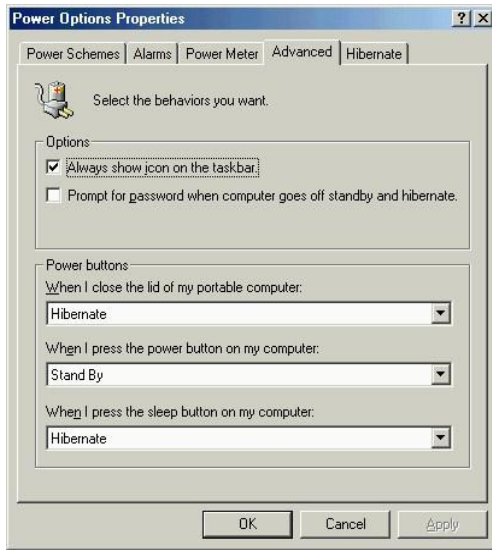 Power Options Properties
Power Schemes Alarms Power Meter Advanced Hibernate
Select the behaviors you want.
Options
Always show icon on the taskbar.
Prompt for password when computer goes off standby and hibernate.
Power buttons
When I close the lid of my portable computer:
Hibernate
When I press the power button on my computer:
Stand By
When I press the sleep button on my computer:
Hibernate
OK Cancel Apply